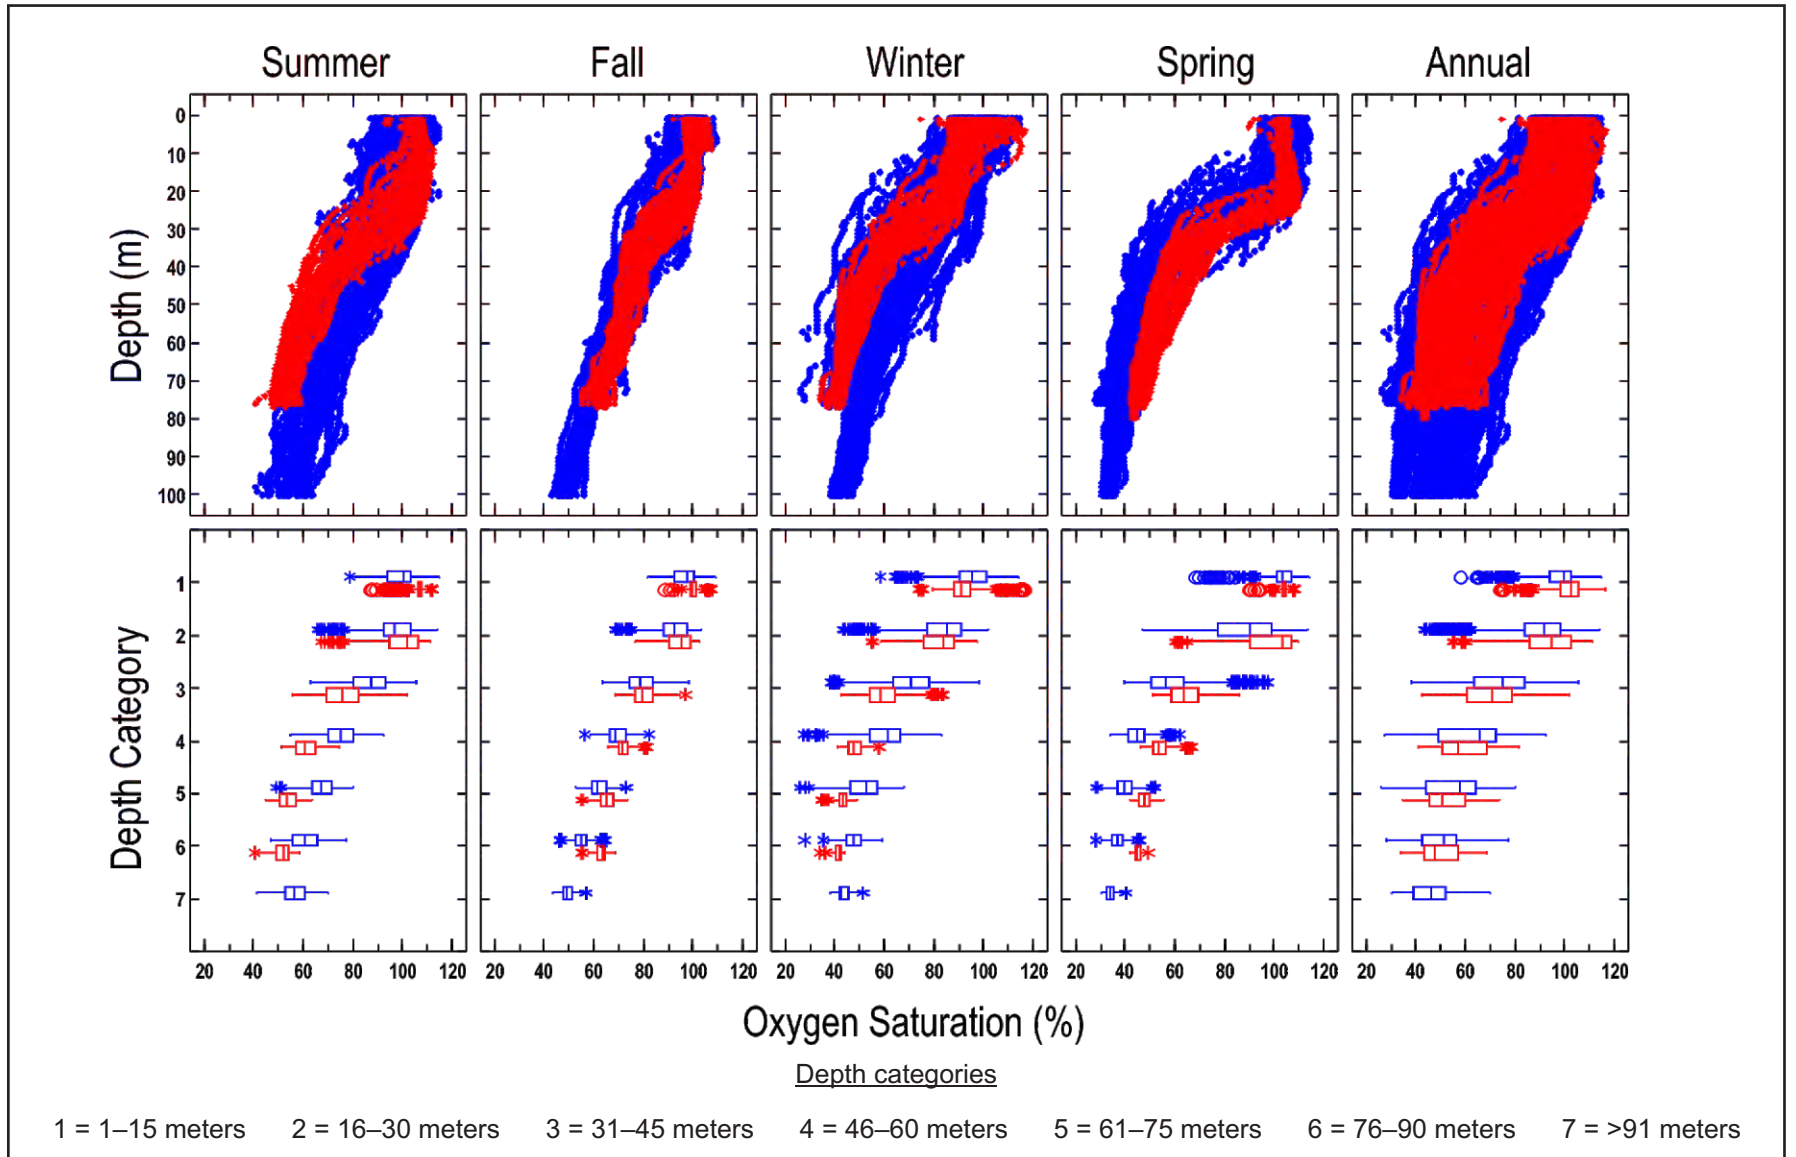 Summer Fall Winter Spring Annual
Depth (m)
0
10
20
30
40
50
60
70
80
90
100
Depth Category
1
2
3
4
5
6
7
20 40 60 80 100 120 20 40 60 80 100 120 20 40 60 80 100 120 20 40 60 80 100 120 20 40 60 80 100 120
Oxygen Saturation (%)
Depth categories
1 = 1–15 meters 2 = 16–30 meters 3 = 31–45 meters 4 = 46–60 meters 5 = 61–75 meters 6 = 76–90 meters 7 = >91 meters